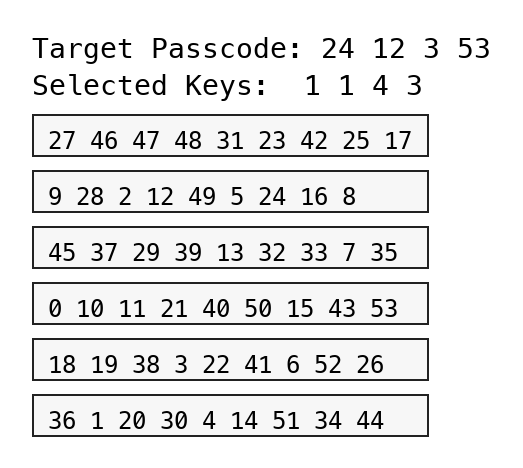 Target Passcode: 24 12 3 53
Selected Keys:  1 1 4 3
27 46 47 48 31 23 42 25 17
9 28 2 12 49 5 24 16 8
45 37 29 39 13 32 33 7 35
0 10 11 21 40 50 15 43 53
18 19 38 3 22 41 6 52 26
36 1 20 30 4 14 51 34 44